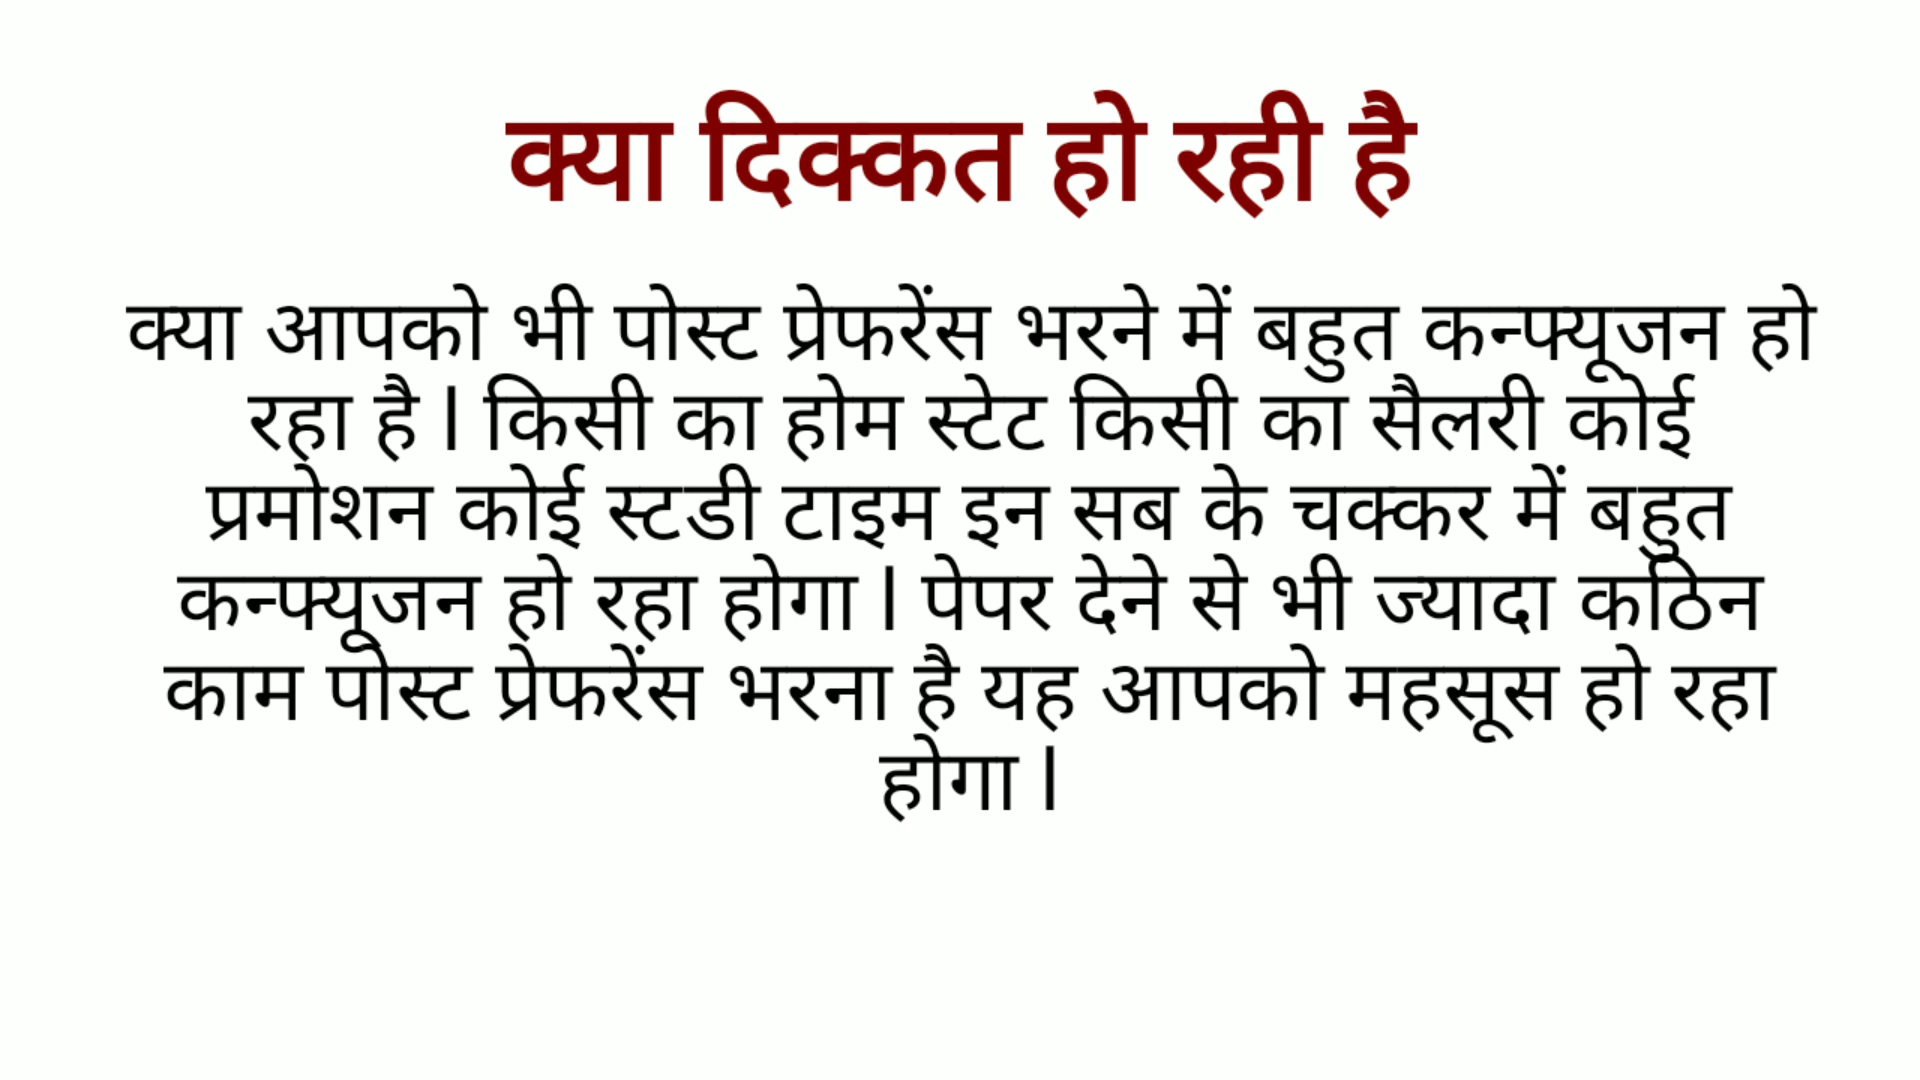 क्या दिक्कत हो रही है
क्या आपको भी पोस्ट प्रेफरेंस भरने में बहुत कन्फ्यूजन हो
रहा है l किसी का होम स्टेट किसी का सैलरी कोई
प्रमोशन कोई स्टडी टाइम इन सब के चक्कर में बहुत
कन्फ्यूजन हो रहा होगा l पेपर देने से भी ज्यादा कठिन
काम पोस्ट प्रेफरेंस भरना है यह आपको महसूस हो रहा
होगा l